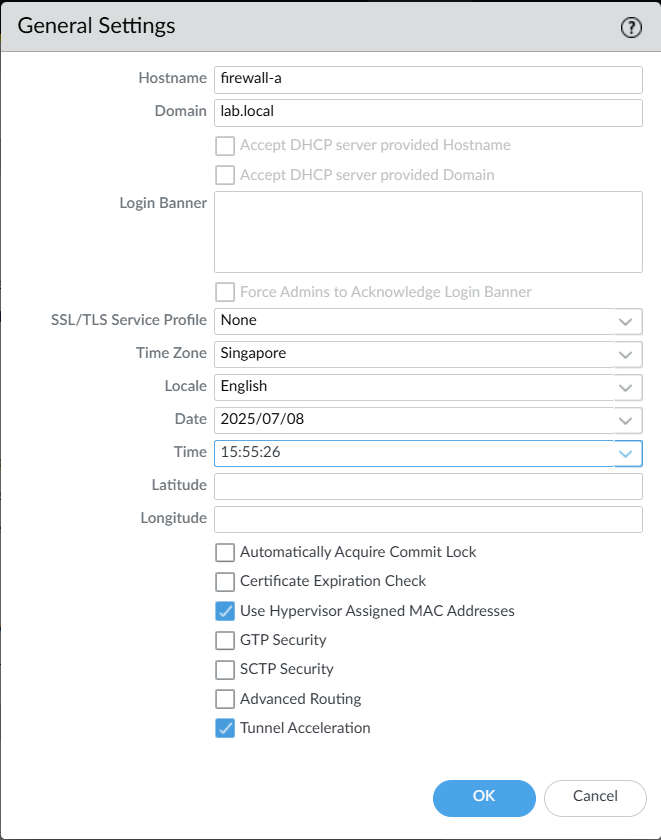 General Settings
?
Hostname firewall-a
Domain lab.local
Accept DHCP server provided Hostname
Accept DHCP server provided Domain
Login Banner
Force Admins to Acknowledge Login Banner
SSL/TLS Service Profile None
Time Zone Singapore
Locale English
Date 2025/07/08
Time 15:55:26
Latitude
Longitude
Automatically Acquire Commit Lock
Certificate Expiration Check
Use Hypervisor Assigned MAC Addresses
GTP Security
SCTP Security
Advanced Routing
Tunnel Acceleration
OK Cancel